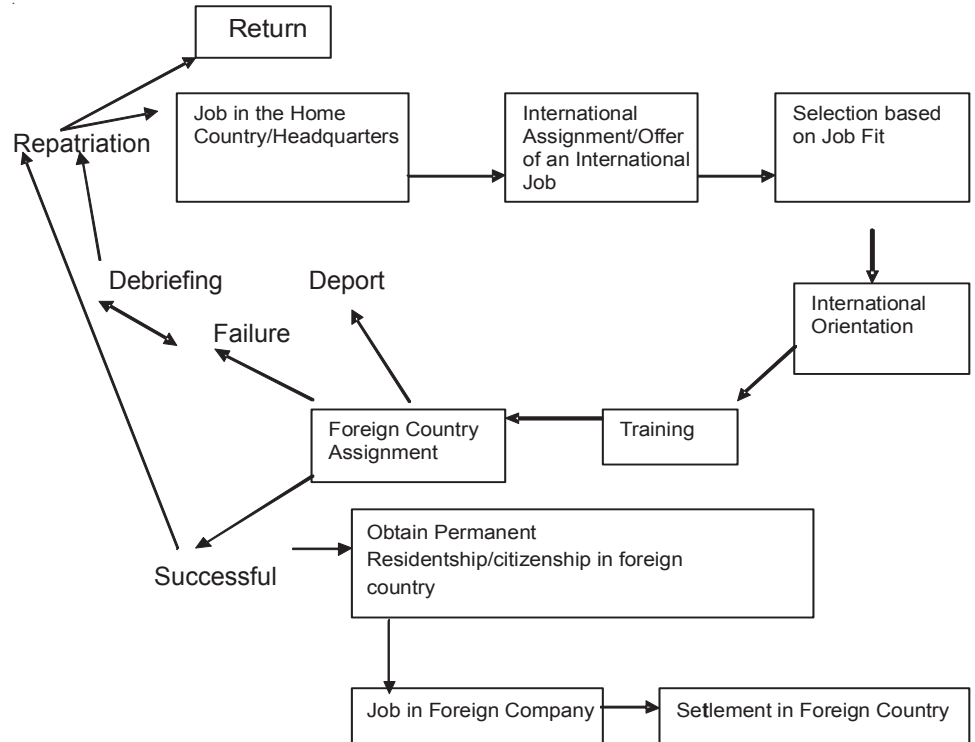 Return
Job in the Home
Country/Headquarters
International
Assignment/Offer
of an International
Job
Selection based
on Job Fit
Repatriation
Debriefing
Deport
International
Orientation
Failure
Foreign Country
Assignment
Training
Obtain Permanent
Residentship/citizenship in foreign
country
Successful
Job in Foreign Company
Settlement in Foreign Country